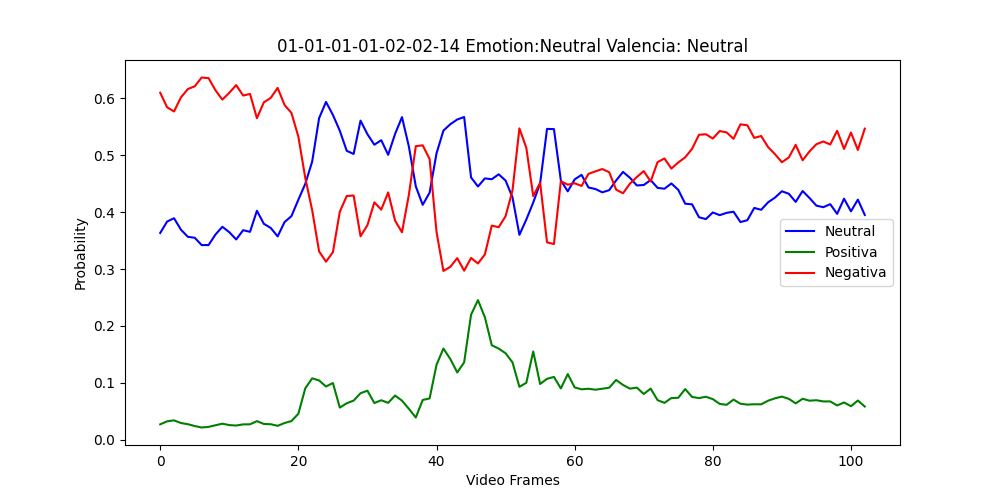 01-01-01-01-02-02-14 Emotion:Neutral Valencia: Neutral
Probability
0.6
0.5
0.4
0.3
0.2
0.1
0.0
Neutral
Positiva
Negativa
0 20 40 60 80 100
Video Frames